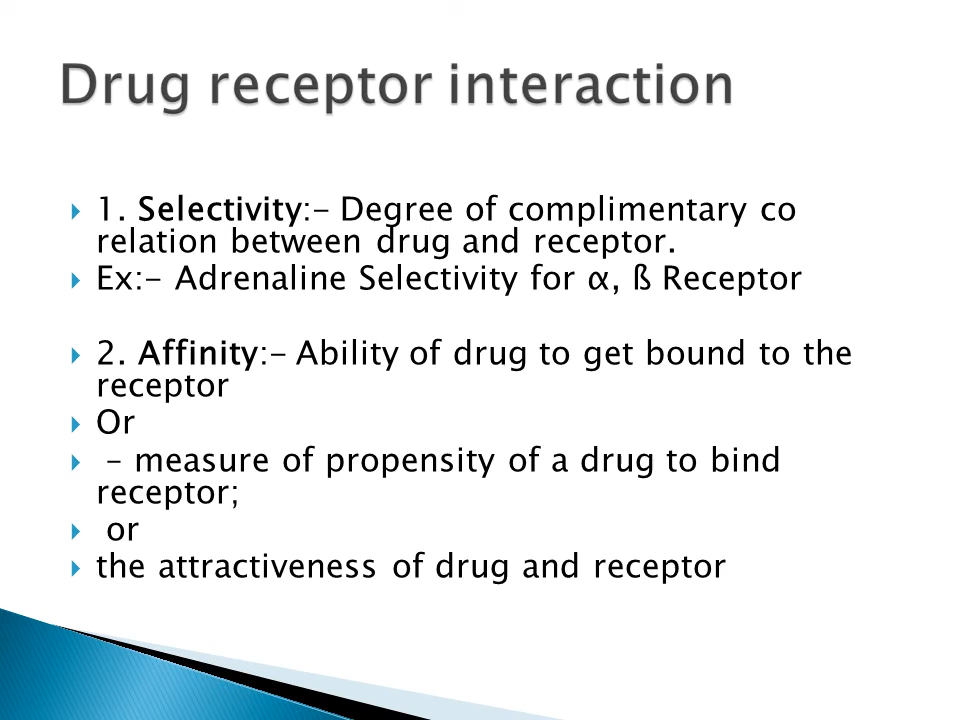 Drug receptor interaction
1. Selectivity:- Degree of complimentary co
relation between drug and receptor.
Ex:- Adrenaline Selectivity for α, ß Receptor
2. Affinity:- Ability of drug to get bound to the
receptor
Or
– measure of propensity of a drug to bind
receptor;
or
the attractiveness of drug and receptor